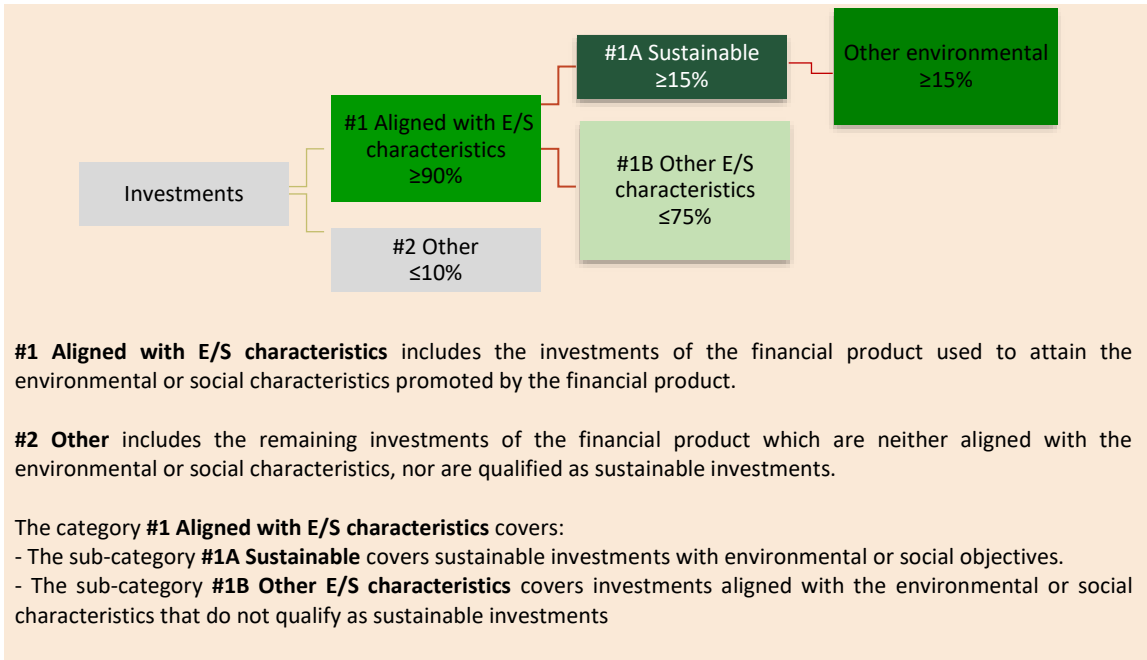 #1A Sustainable
≥15%
Other environmental
≥15%
#1 Aligned with E/S
characteristics
≥90%
#1B Other E/S
characteristics
≤75%
Investments
#2 Other
≤10%
#1 Aligned with E/S characteristics includes the investments of the financial product used to attain the
environmental or social characteristics promoted by the financial product.
#2 Other includes the remaining investments of the financial product which are neither aligned with the
environmental or social characteristics, nor are qualified as sustainable investments.
The category #1 Aligned with E/S characteristics covers:
- The sub-category #1A Sustainable covers sustainable investments with environmental or social objectives.
- The sub-category #1B Other E/S characteristics covers investments aligned with the environmental or social
characteristics that do not qualify as sustainable investments